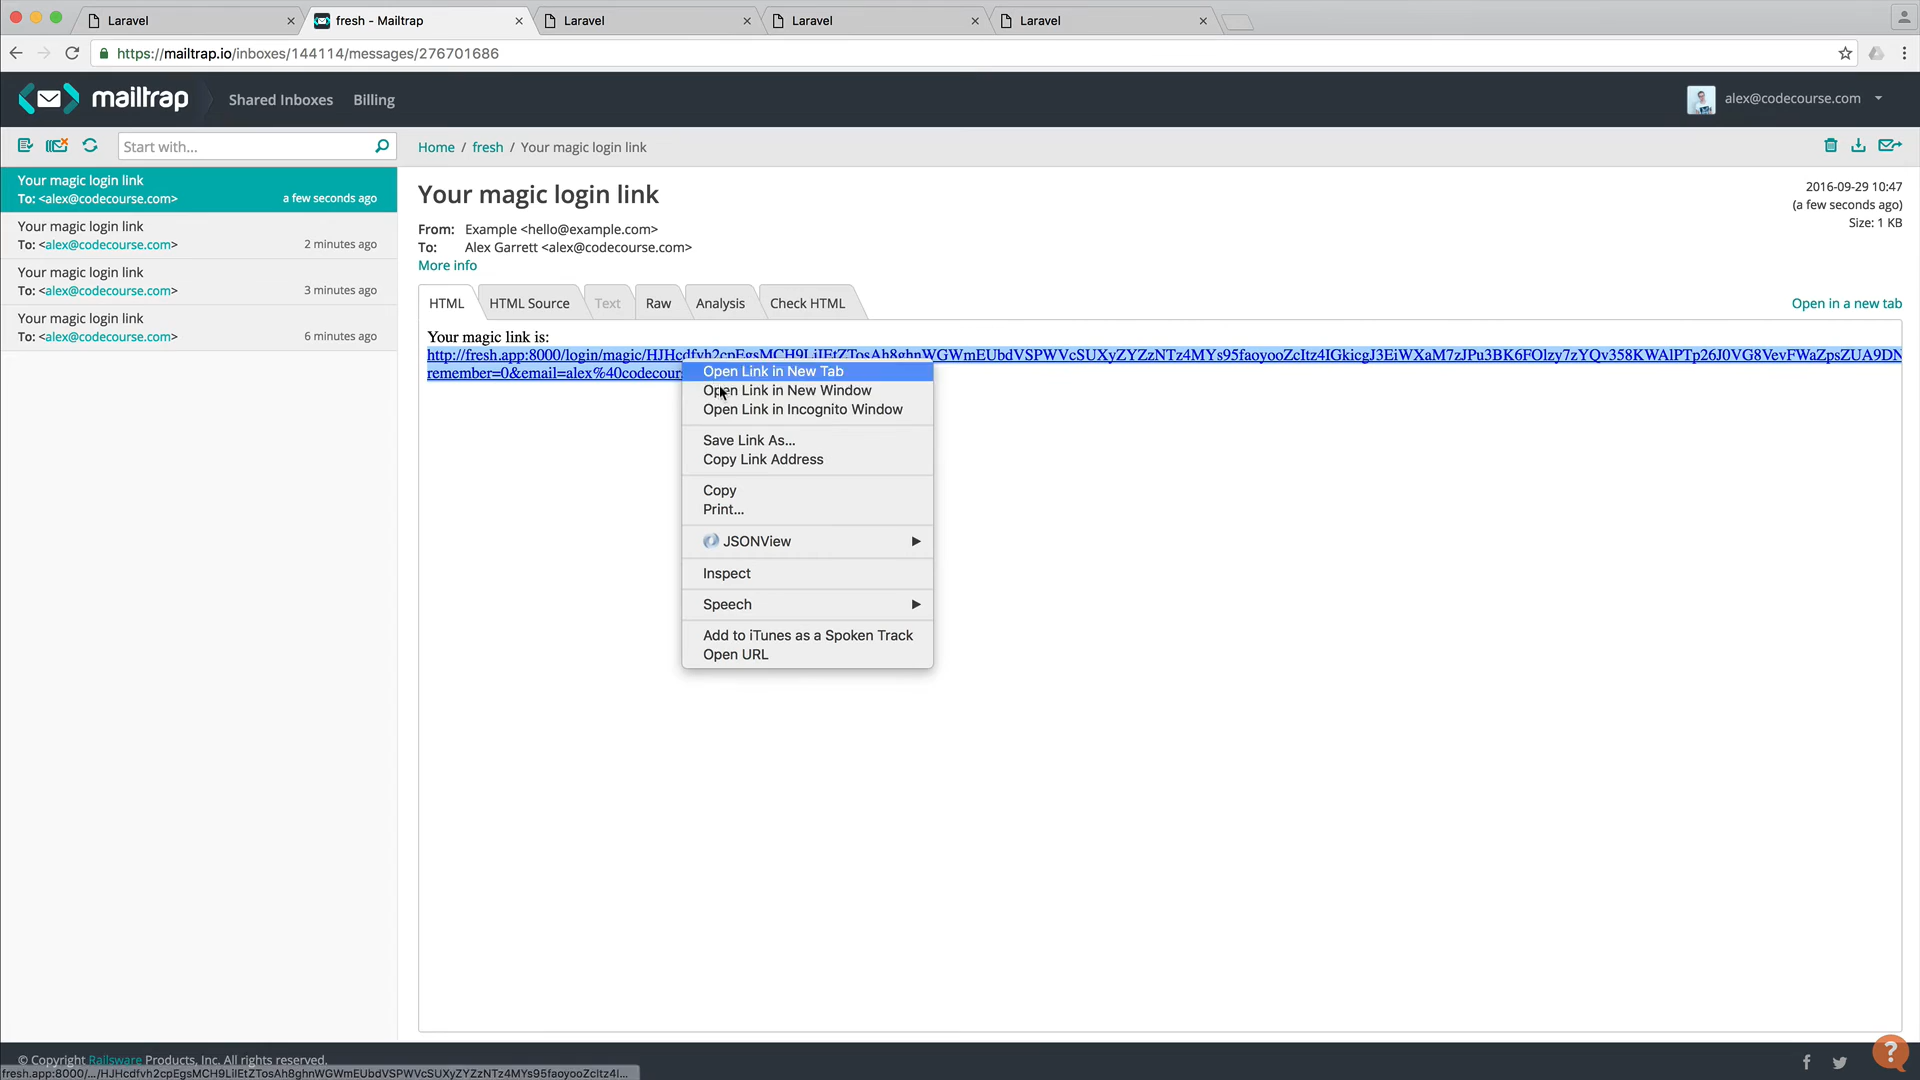 Laravel
fresh - Mailtrap
Laravel
Laravel
Laravel
https://mailtrap.io/inboxes/144114/messages/276701686
mailtrap
Shared Inboxes
Billing
alex@codecourse.com
Start with...
Home / fresh / Your magic login link
Your magic login link
To: <alex@codecourse.com>
a few seconds ago
Your magic login link
To: <alex@codecourse.com>
2 minutes ago
Your magic login link
To: <alex@codecourse.com>
3 minutes ago
Your magic login link
To: <alex@codecourse.com>
6 minutes ago
Your magic login link
2016-09-29 10:47
(a few seconds ago)
Size: 1 KB
From: Example <hello@example.com>
To: Alex Garrett <alex@codecourse.com>
More info
HTML
HTML Source
Text
Raw
Analysis
Check HTML
Open in a new tab
Your magic link is:
http://fresh.app:8000/login/magic/
remember=0&email=alex%40codecours
Open Link in New Tab
Open Link in New Window
Open Link in Incognito Window
Save Link As...
Copy Link Address
Copy
Print...
JSONView
Inspect
Speech
Add to iTunes as a Spoken Track
Open URL
© Copyright Railsware Products, Inc. All rights reserved.
?